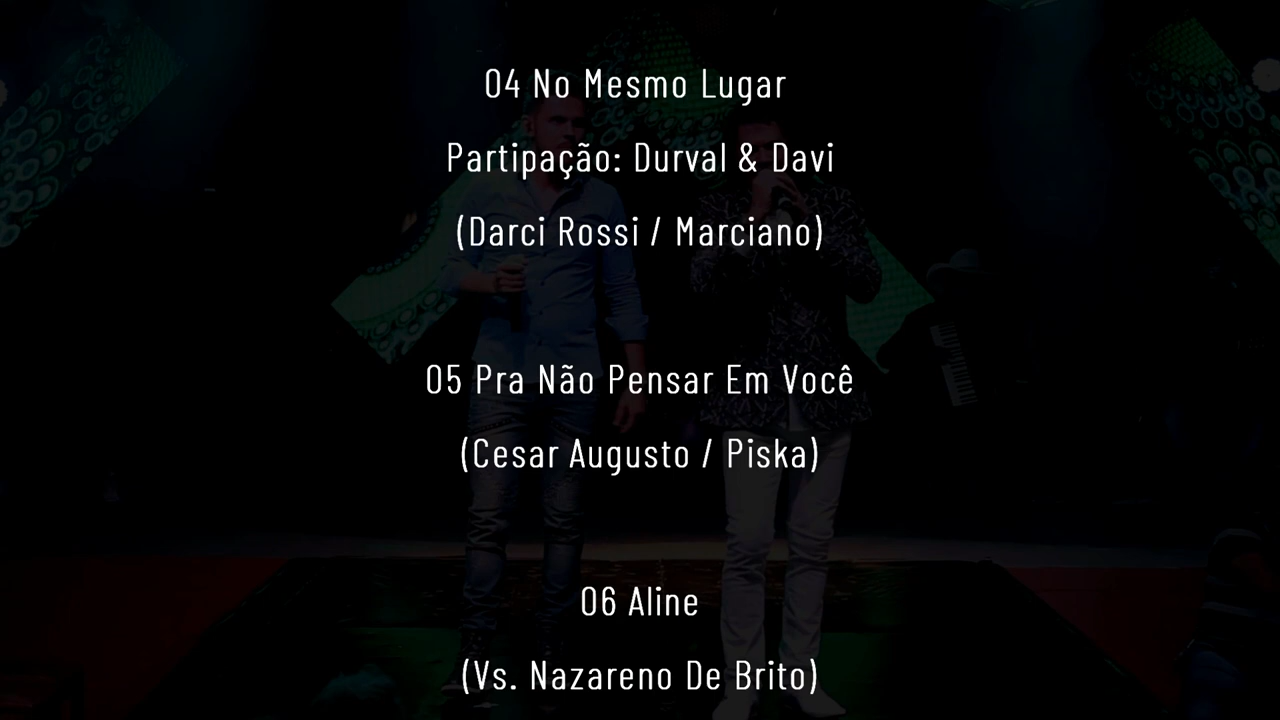 04 No Mesmo Lugar
Partipação: Durval & Davi
(Darci Rossi / Marciano)
05 Pra Não Pensar Em Você
(Cesar Augusto / Piska)
06 Aline
(Vs. Nazareno De Brito)